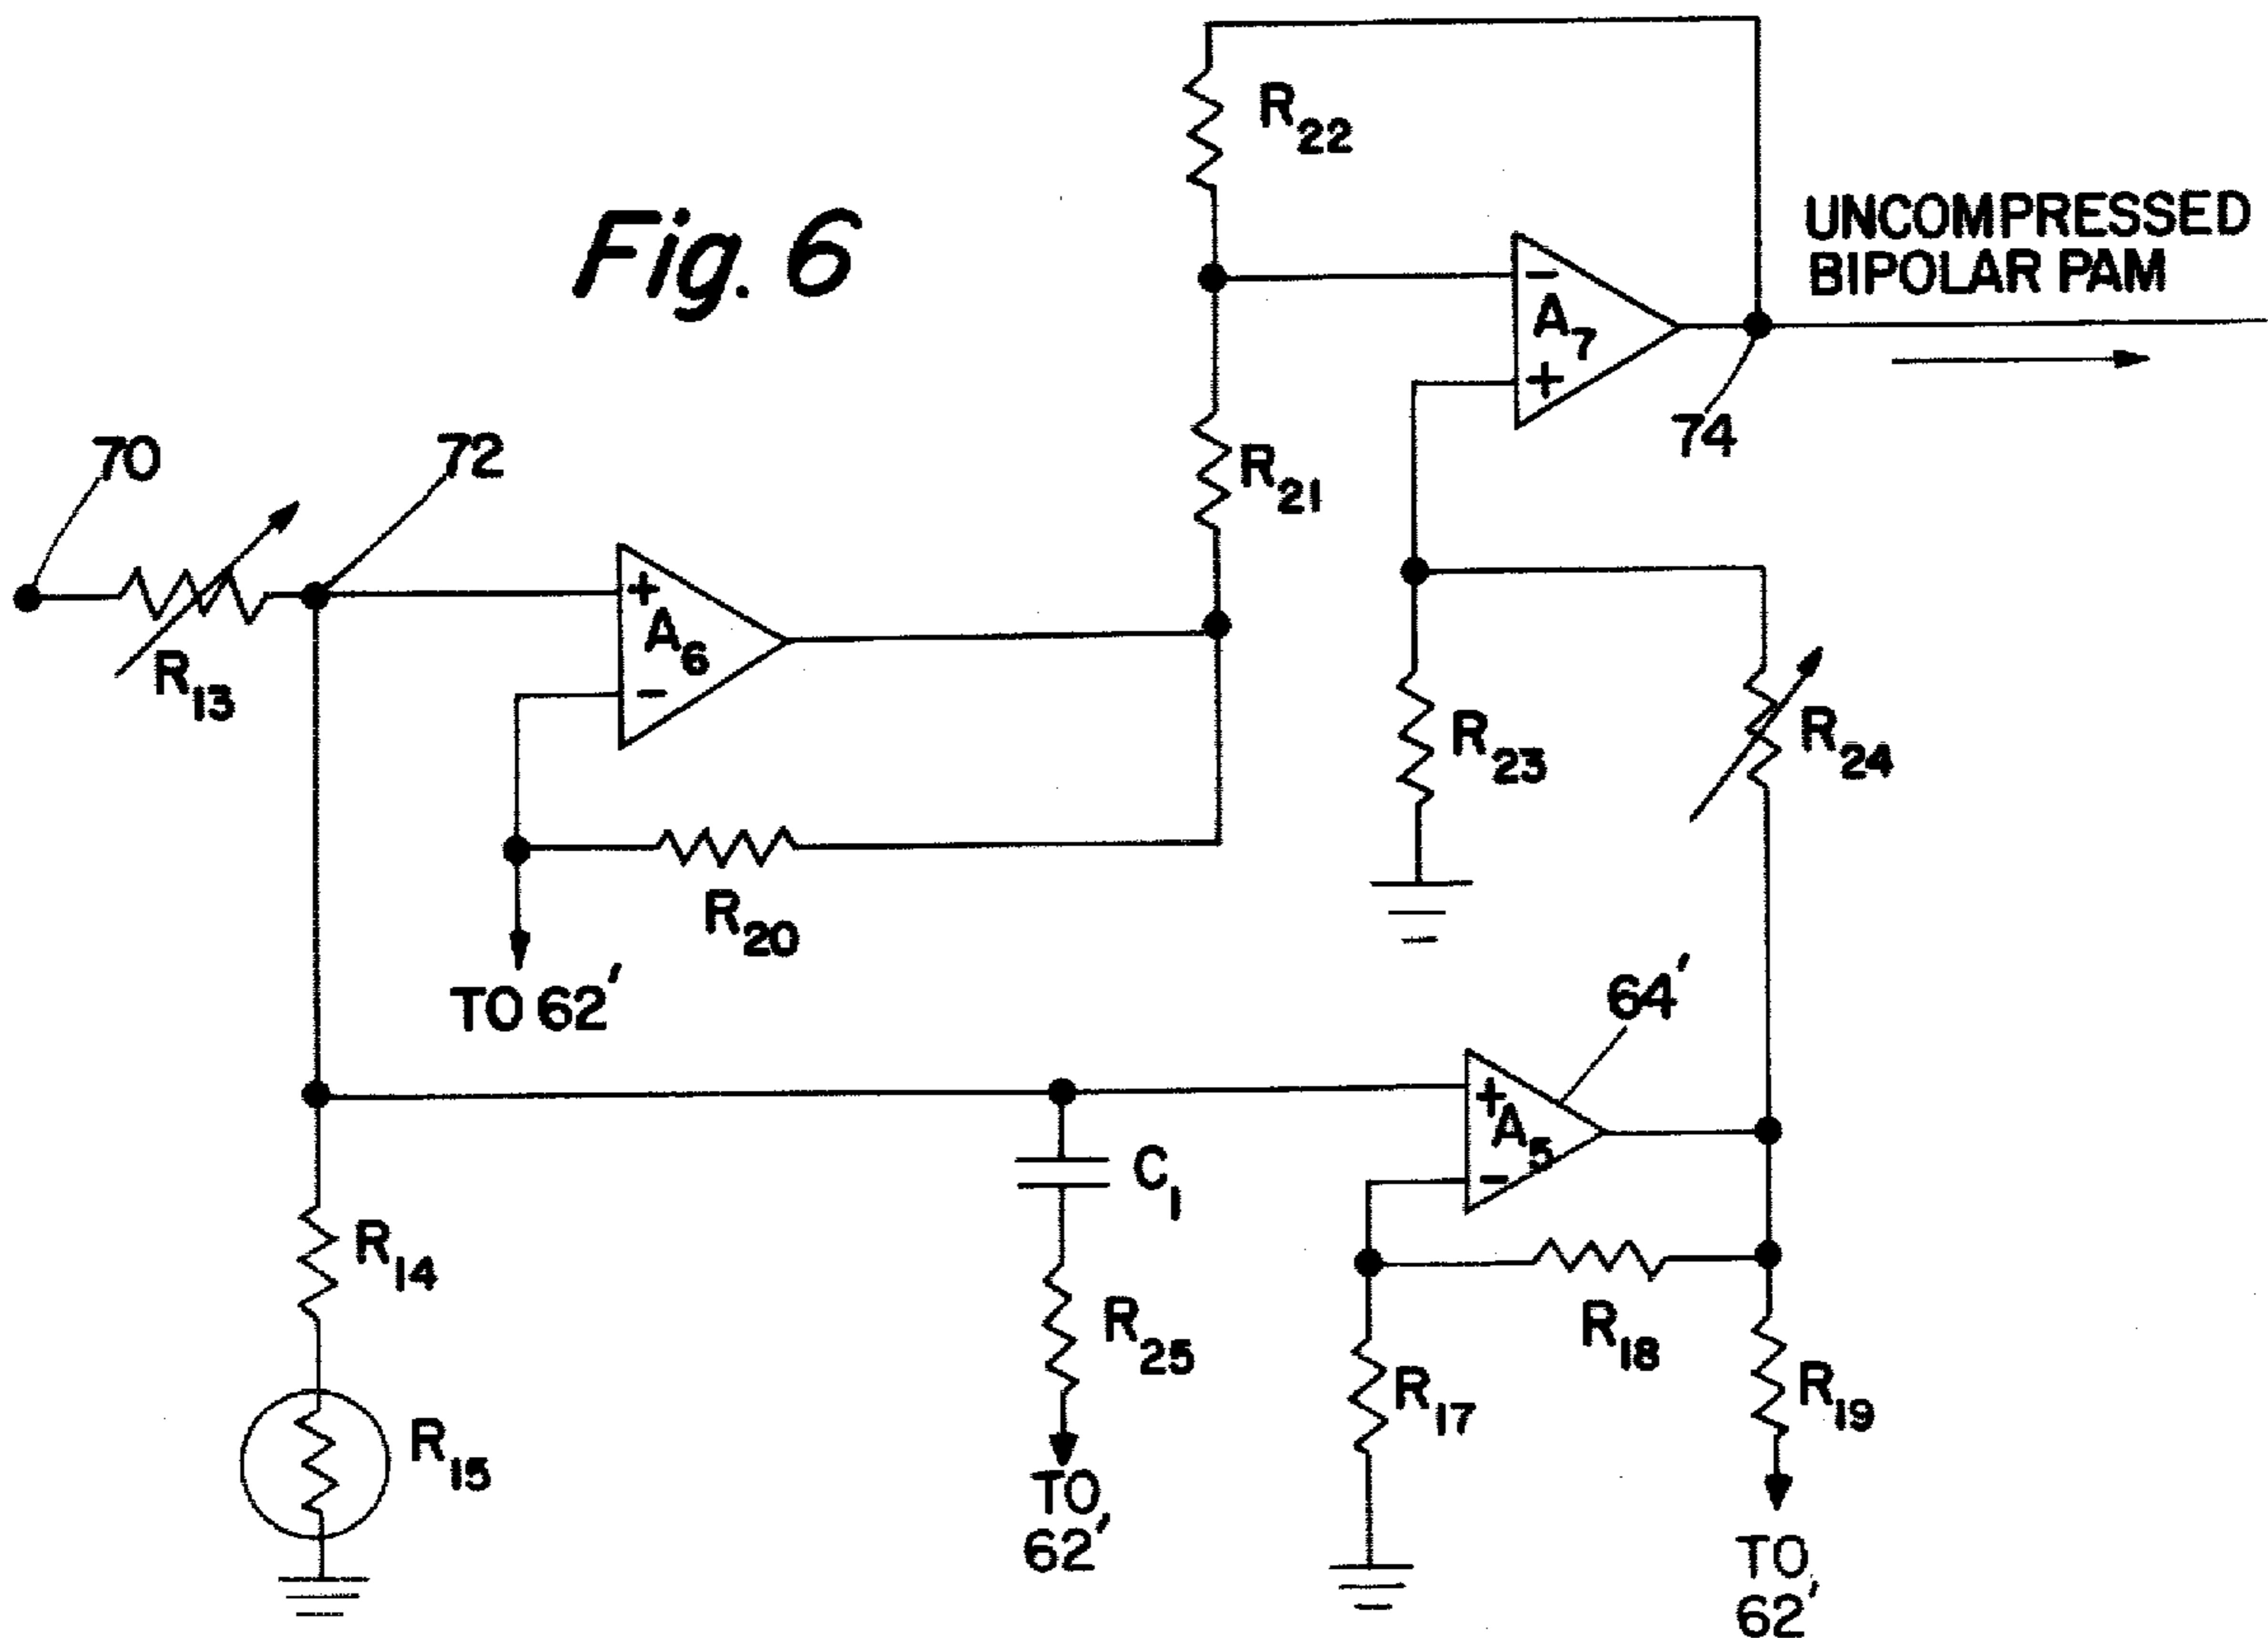 Fig. 6
R22
UNCOMPRESSED
BIPOLAR PAM
- A7 +
74
70
72
R21
+ A6 -
R13
R23
R24
R20
TO 62'
64'
+ A5 -
C1
R14
R25
R18
R17
R19
R15
TO
62'
TO
62'